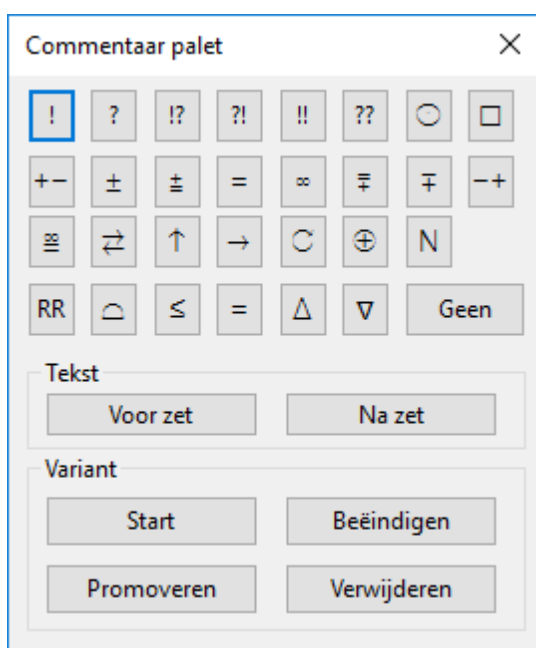 Commentaar palet
! ? !? ?! !! ?? ○ □
+− ± ⩲ = ∞ ⩱ ∓ −+
⯹ ⇄ ↑ → ↻ ⊕ N
RR ⌓ ≤ = Δ ∇ Geen
Tekst
Voor zet Na zet
Variant
Start Beëindigen
Promoveren Verwijderen